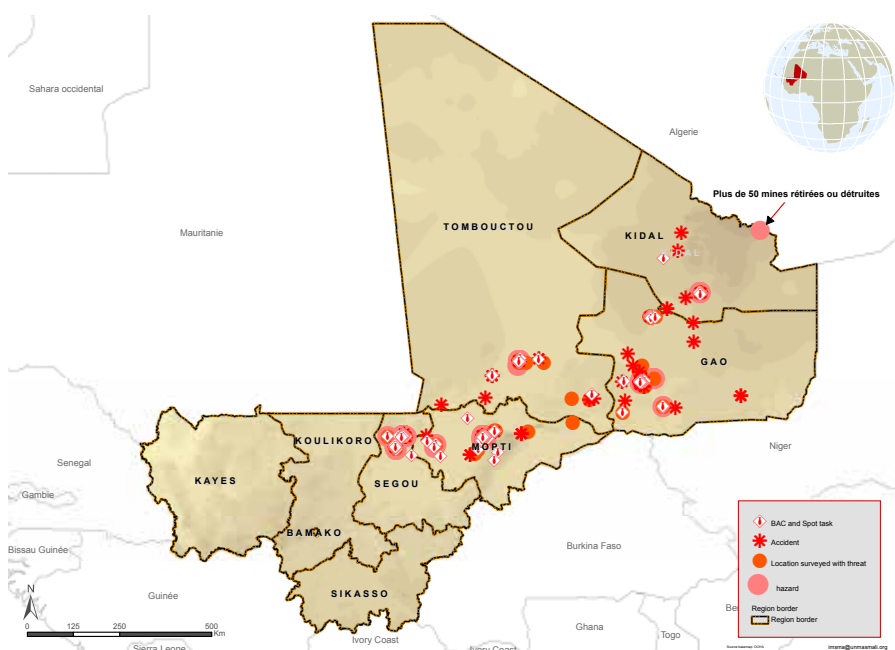 Sahara occidental
Algérie
Plus de 50 mines rétirées ou détruites
Mauritanie
TOMBOUCTOU
KIDAL
GAO
Niger
KOULIKORO
MOPTI
Senegal
KAYES
SEGOU
Gambie
BAMAKO
Bissau Guinée
Burkina Faso
SIKASSO
Guinée
Ghana
Togo
Ivory Coast
Ivory Coast
Sierra Leone
N
0 125 250 500
Km
BAC and Spot task
Accident
Location surveyed with threat
hazard
Region border
Region border
imsma@unmasmali.org